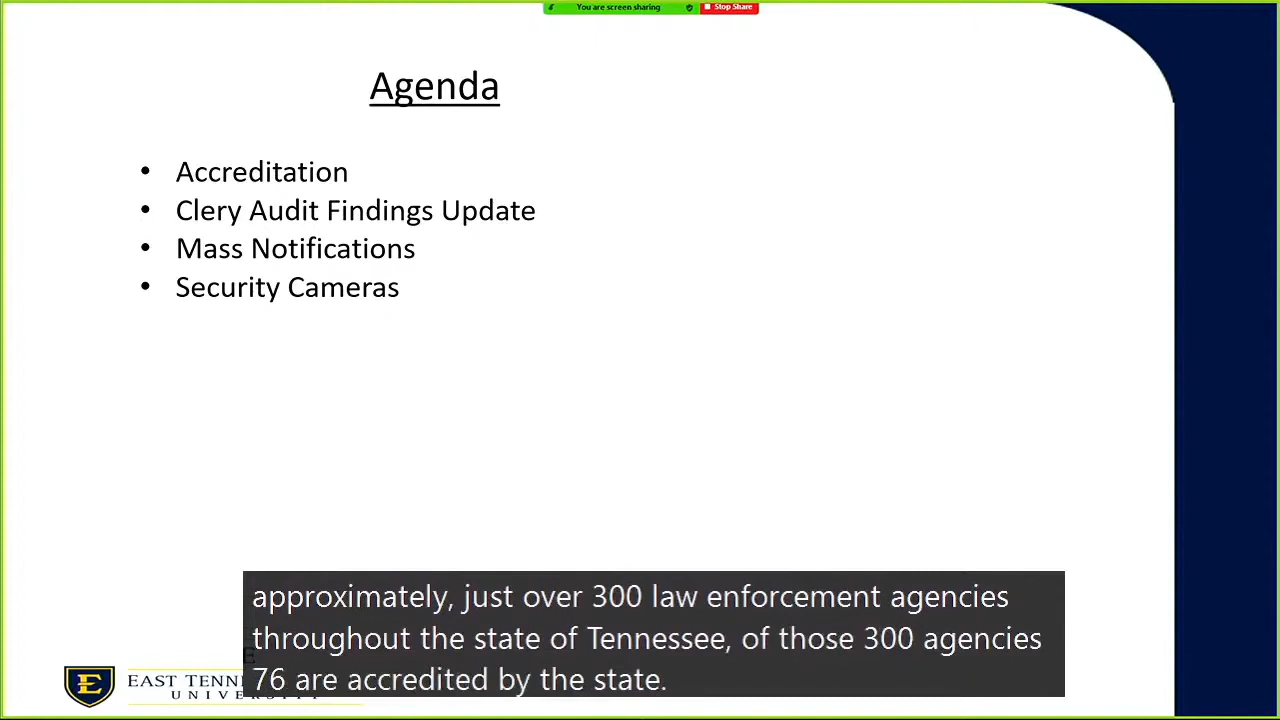 You are screen sharing
Stop Share
Agenda
• Accreditation
• Clery Audit Findings Update
• Mass Notifications
• Security Cameras
approximately, just over 300 law enforcement agencies
throughout the state of Tennessee, of those 300 agencies
76 are accredited by the state.
E
EAST TENNE
UNIVERSITY